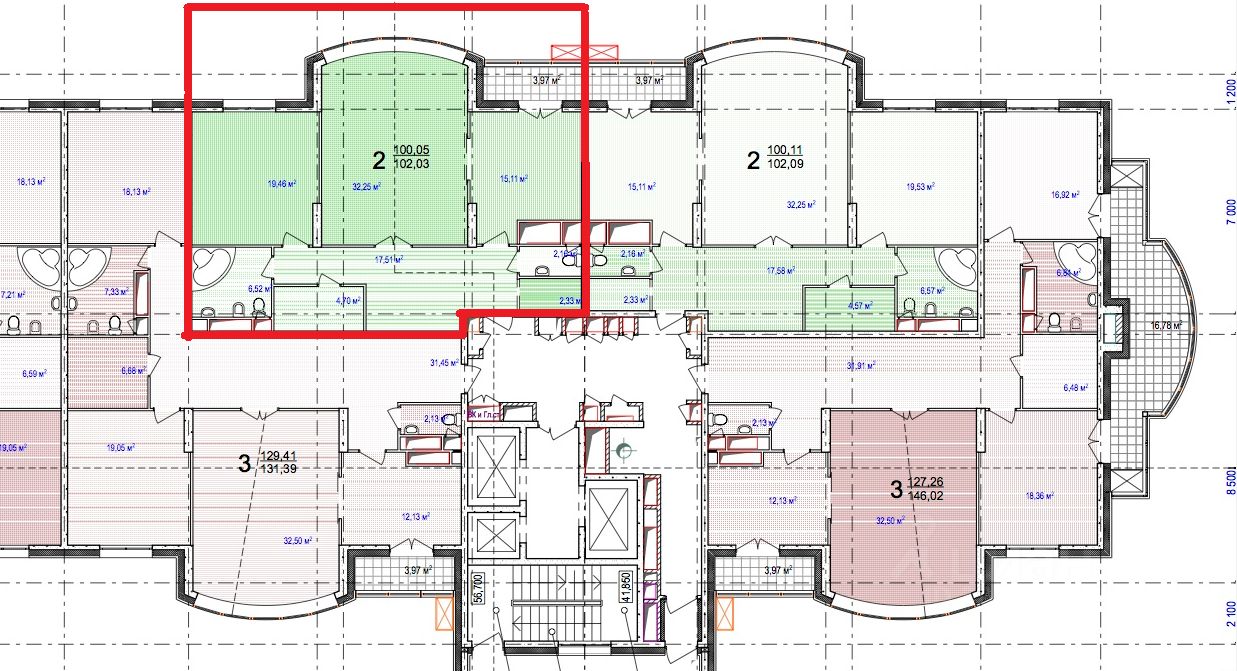 1 200
3,97 м²
3,97 м²
2
100,05
102,03
2
100,11
102,09
18,13 м²
18,13 м²
19,46 м²
32,25 м²
15,11 м²
15,11 м²
32,25 м²
19,53 м²
16,92 м²
7 000
17,51 м²
2,16 м²
2,16 м²
17,58 м²
6,51 м²
7,21 м²
7,33 м²
6,52 м²
4,70 м²
2,33 м
2,33 м²
4,57 м²
6,57 м²
16,78 м²
6,59 м²
6,68 м²
31,45 м²
31,91 м²
6,48 м²
19,05 м²
19,05 м²
2,13 м²
ВК и Гл.ст
2,13 м²
3
129,41
131,39
3
127,26
146,02
8 500
12,13 м²
32,50 м²
12,13 м²
32,50 м²
18,36 м²
3,97 м²
3,97 м²
56,700
41,850
2 100